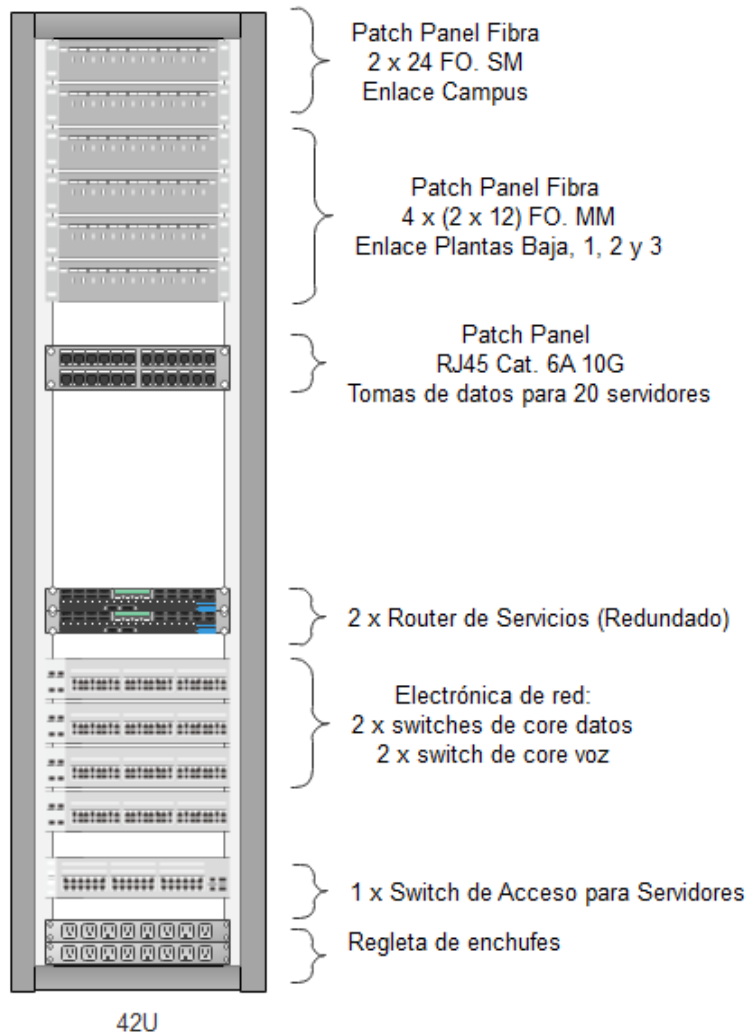 Patch Panel Fibra
2 x 24 FO. SM
Enlace Campus
Patch Panel Fibra
4 x (2 x 12) FO. MM
Enlace Plantas Baja, 1, 2 y 3
Patch Panel
RJ45 Cat. 6A 10G
Tomas de datos para 20 servidores
2 x Router de Servicios (Redundado)
Electrónica de red:
2 x switches de core datos
2 x switch de core voz
1 x Switch de Acceso para Servidores
Regleta de enchufes
42U